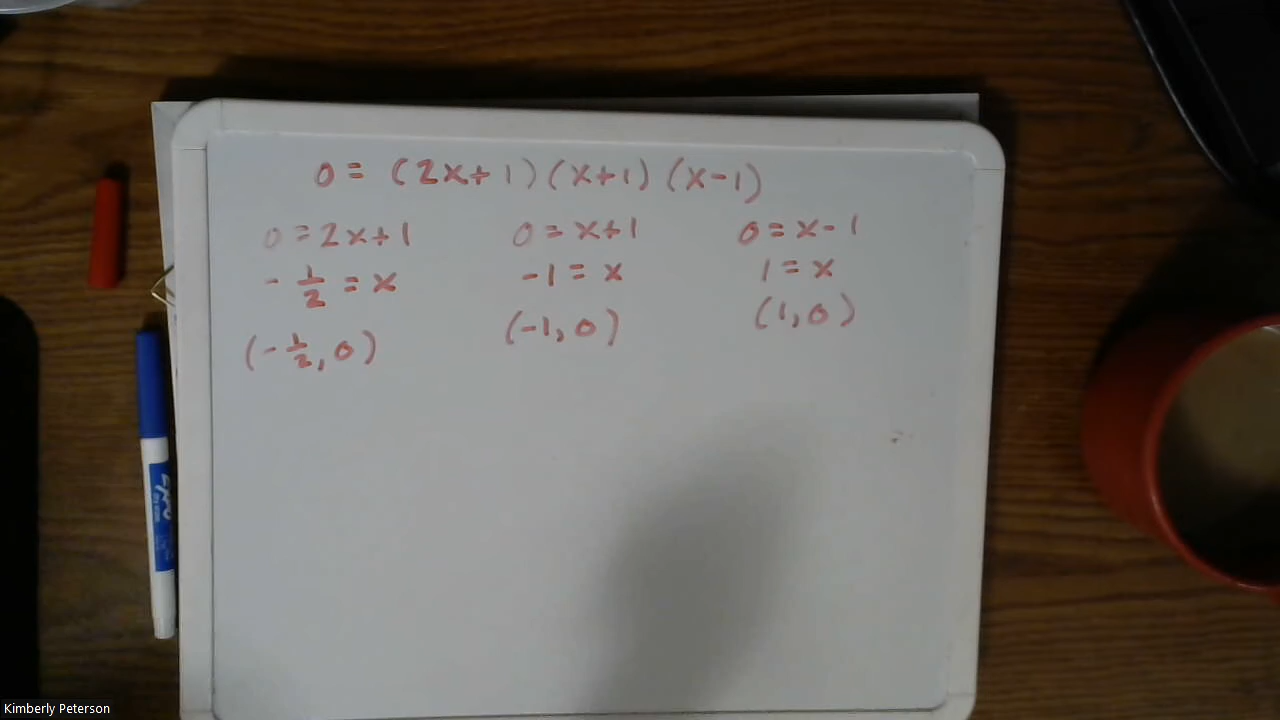 0 = (2x+1)(x+1)(x-1)
0 = 2x+1 0 = x+1 0 = x-1
- 1/2 = x -1 = x 1 = x
(- 1/2, 0) (-1, 0) (1, 0)
EXPO
Kimberly Peterson